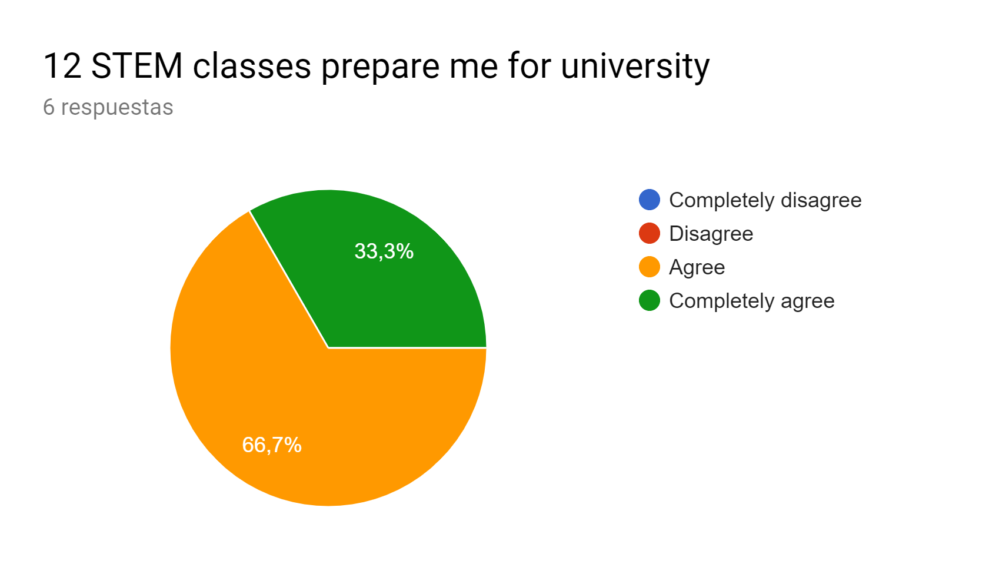 12 STEM classes prepare me for university
6 respuestas
33,3%
66,7%
Completely disagree
Disagree
Agree
Completely agree